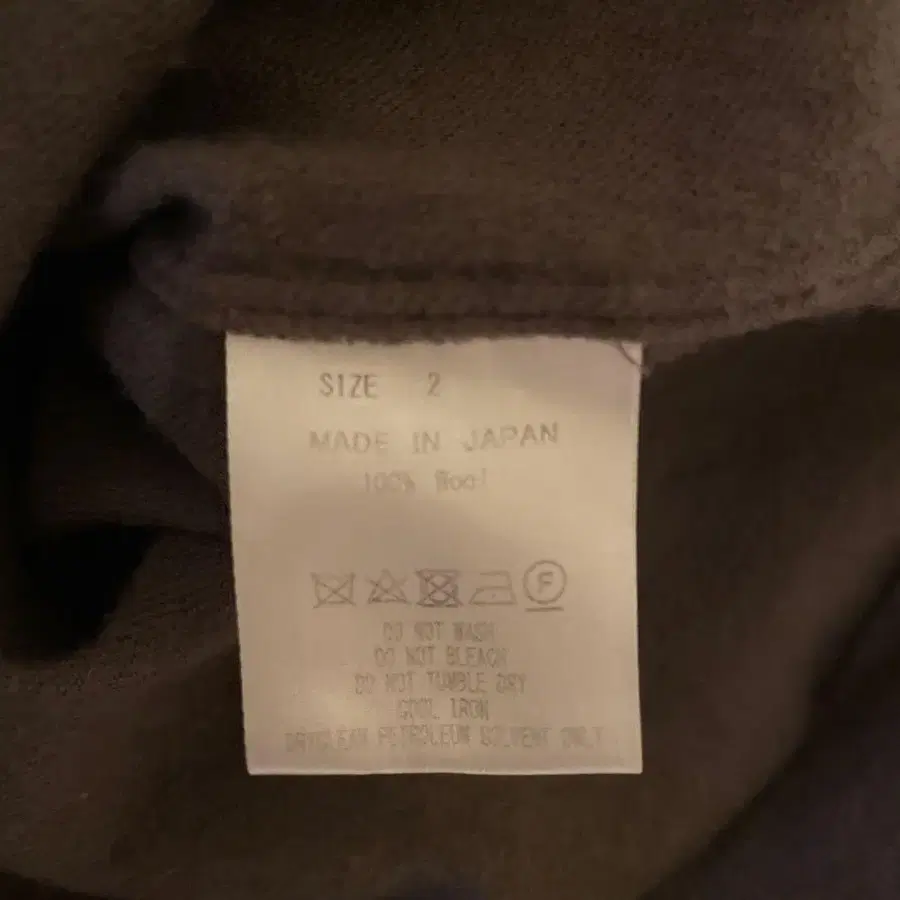 SIZE 2
MADE IN JAPAN
100% Wool
F
DO NOT WASH
DO NOT BLEACH
DO NOT TUMBLE DRY
COOL IRON
DRYCLEAN PETROLEUM SOLVENT ONLY